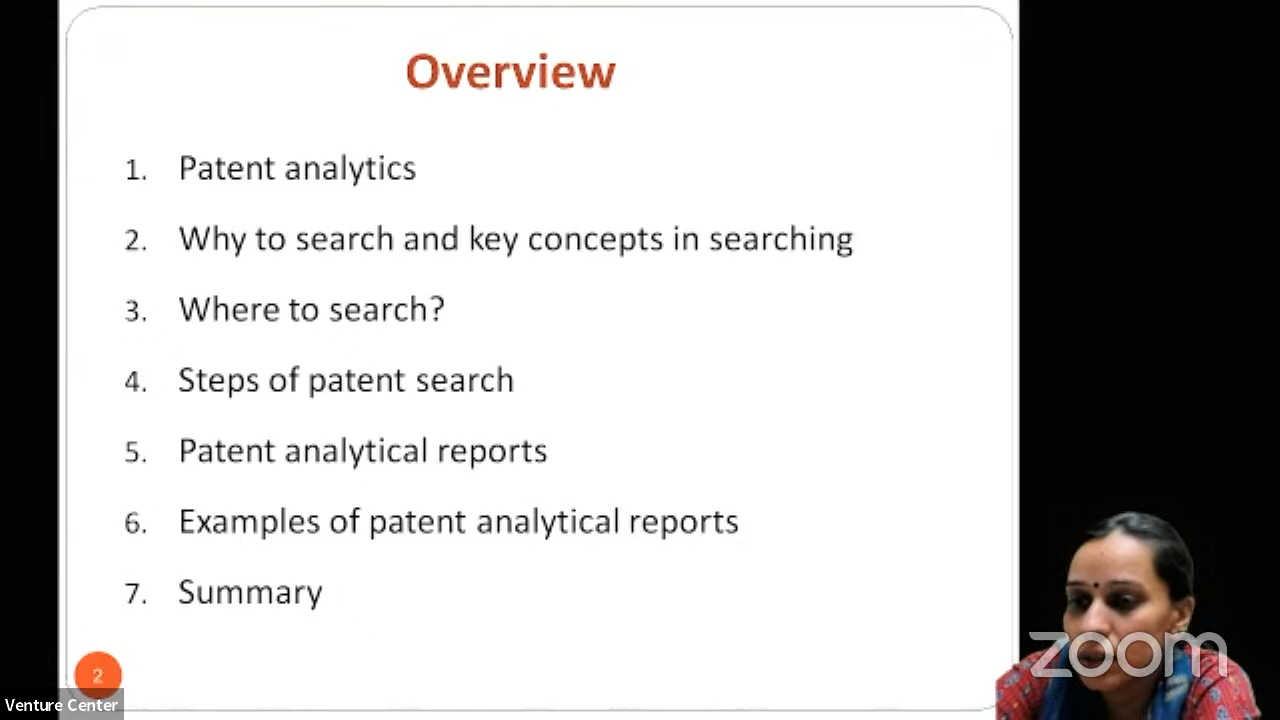 Overview
1. Patent analytics
2. Why to search and key concepts in searching
3. Where to search?
4. Steps of patent search
5. Patent analytical reports
6. Examples of patent analytical reports
7. Summary
2
Venture Center
zoom